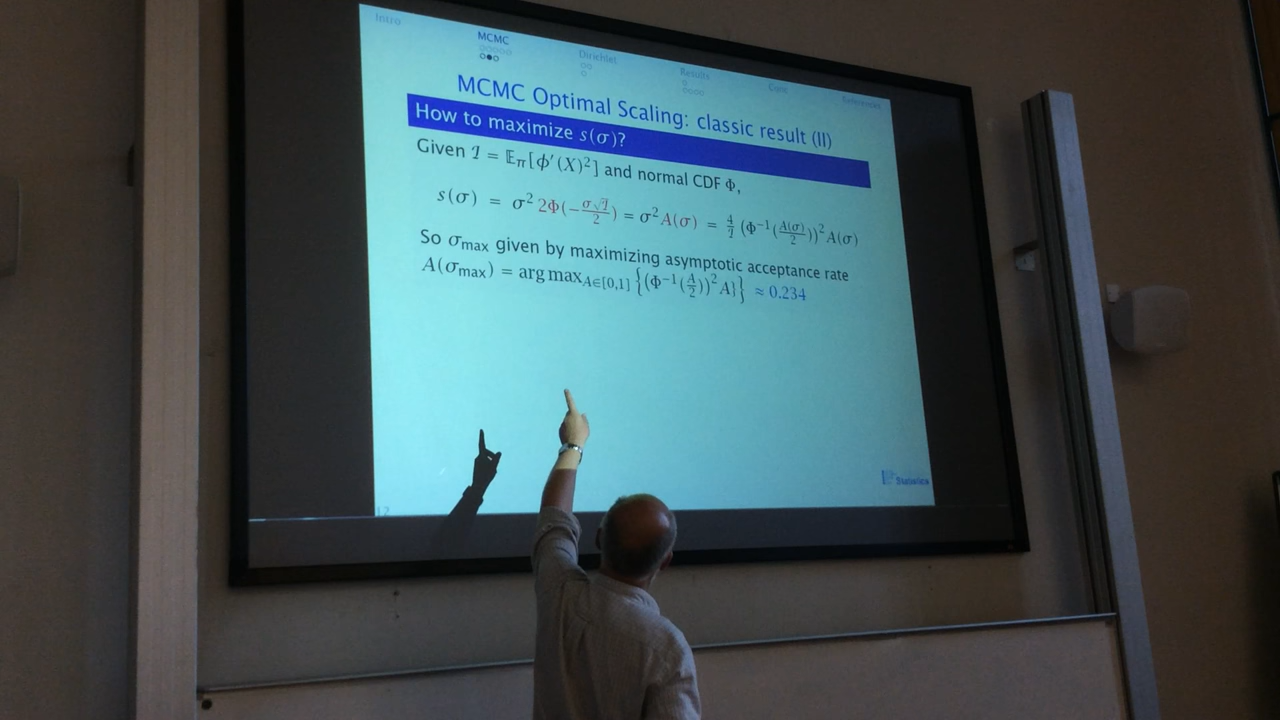 Intro
MCMC
Dirichlet
Results
Conc
References
MCMC Optimal Scaling: classic result (II)
How to maximize s(σ)?
Given ℐ = 𝔼π[ϕ′(X)²] and normal CDF Φ,
s(σ) = σ² 2Φ(−σ√ℐ/2) = σ²A(σ) = 4/ℐ (Φ⁻¹(A(σ)/2))² A(σ)
So σmax given by maximizing asymptotic acceptance rate
A(σmax) = arg maxA∈[0,1] {(Φ⁻¹(A/2))² A} ≈ 0.234
Statistics
12